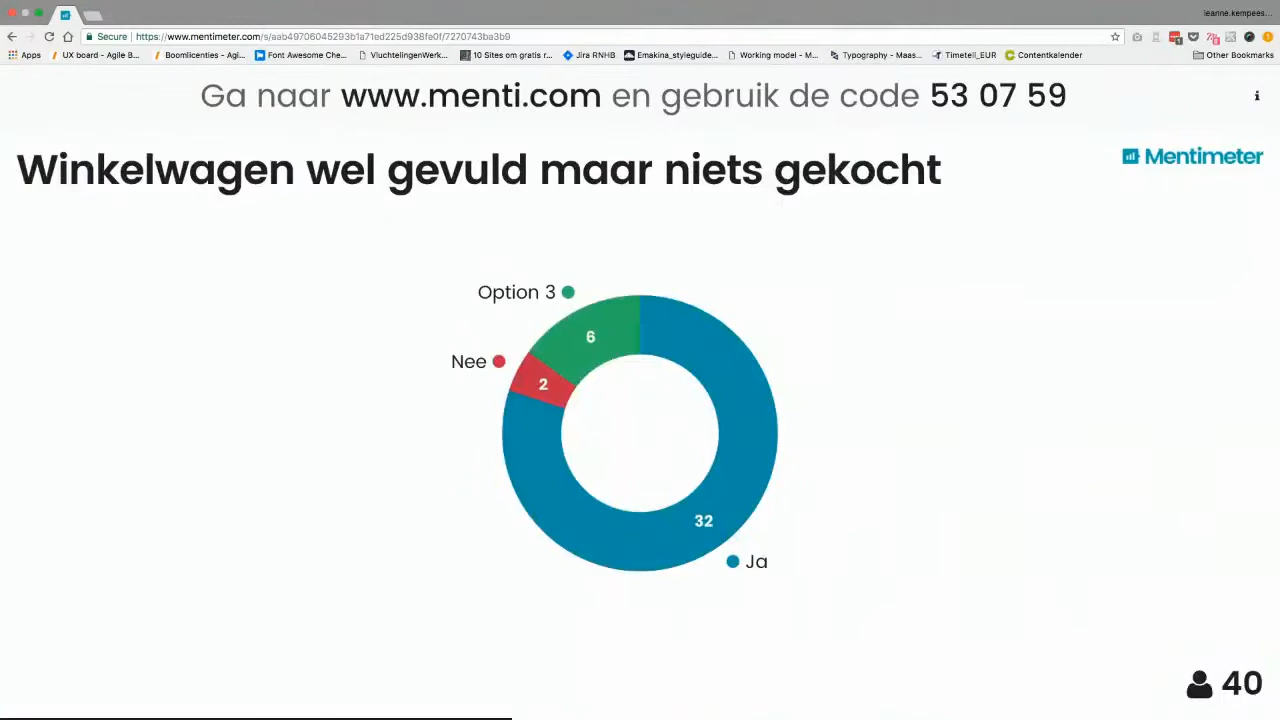 leanne.kempees...
Secure https://www.mentimeter.com/s/aab49706045293b1a71ed225d938fe0f/7270743ba3b9
Apps UX board - Agile B... Boomlicenties - Agi... Font Awesome Che... VluchtelingenWerk... 10 Sites om gratis r... Jira RNHB Emakina_styleguide... Working model - M... Typography - Maas... Timetell_EUR Contentkalender Other Bookmarks
Ga naar www.menti.com en gebruik de code 53 07 59
Winkelwagen wel gevuld maar niets gekocht
Mentimeter
Option 3
6
Nee
2
32
Ja
40